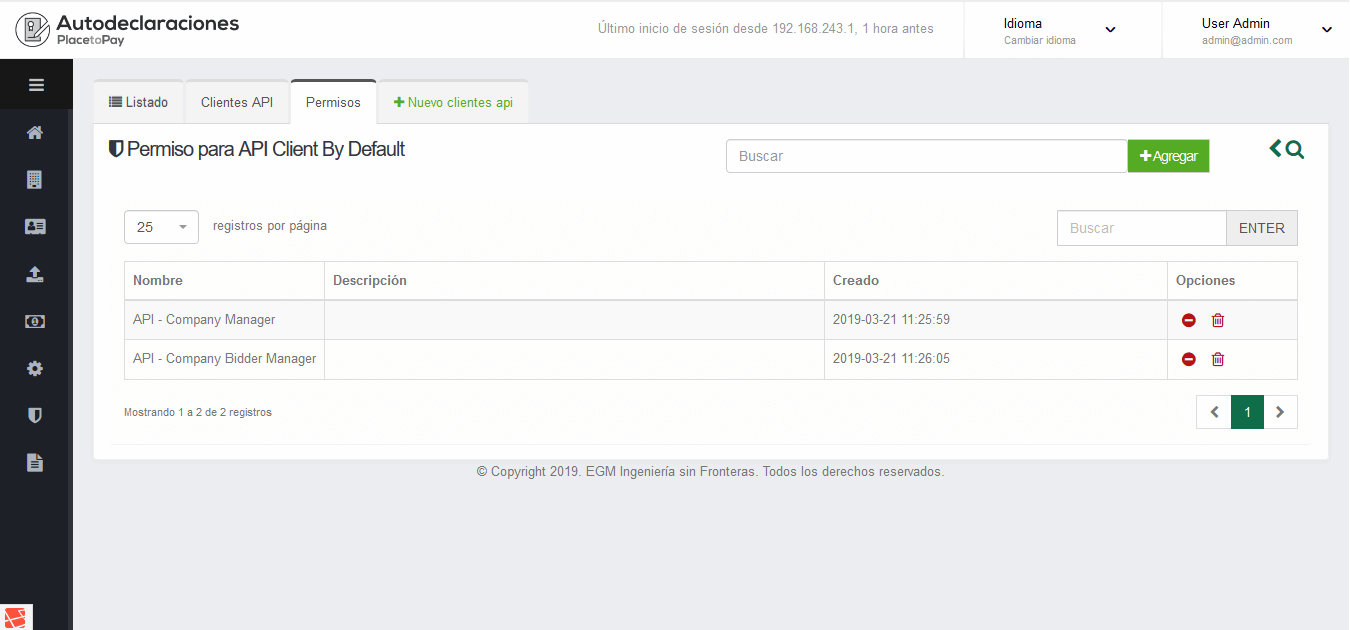 Autodeclaraciones
PlacetoPay
Último inicio de sesión desde 192.168.243.1, 1 hora antes
Idioma
Cambiar idioma
User Admin
admin@admin.com
Listado
Clientes API
Permisos
Nuevo clientes api
Permiso para API Client By Default
Buscar
Agregar
25
registros por página
Buscar
ENTER
Nombre Descripción Creado Opciones
API - Company Manager 2019-03-21 11:25:59
API - Company Bidder Manager 2019-03-21 11:26:05
Mostrando 1 a 2 de 2 registros
1
© Copyright 2019. EGM Ingeniería sin Fronteras. Todos los derechos reservados.